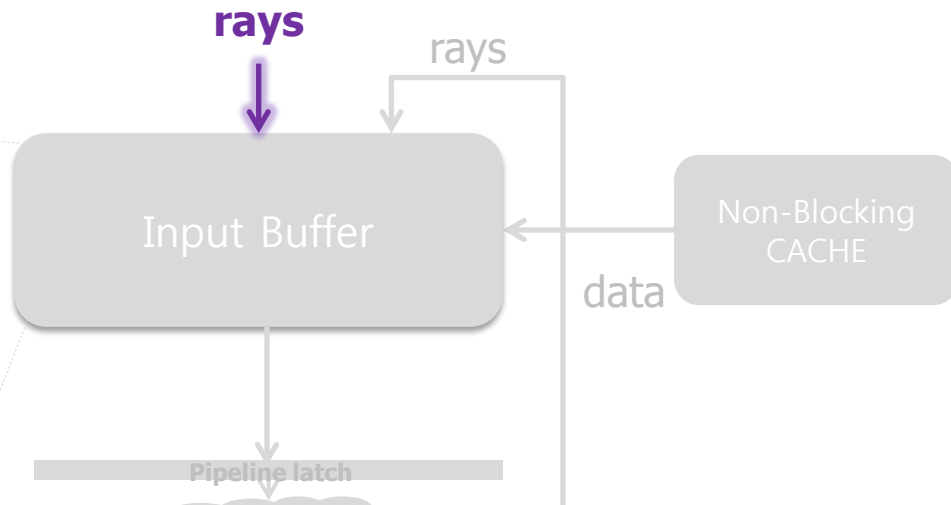 rays
rays
Input Buffer
Non-Blocking
CACHE
data
Pipeline latch